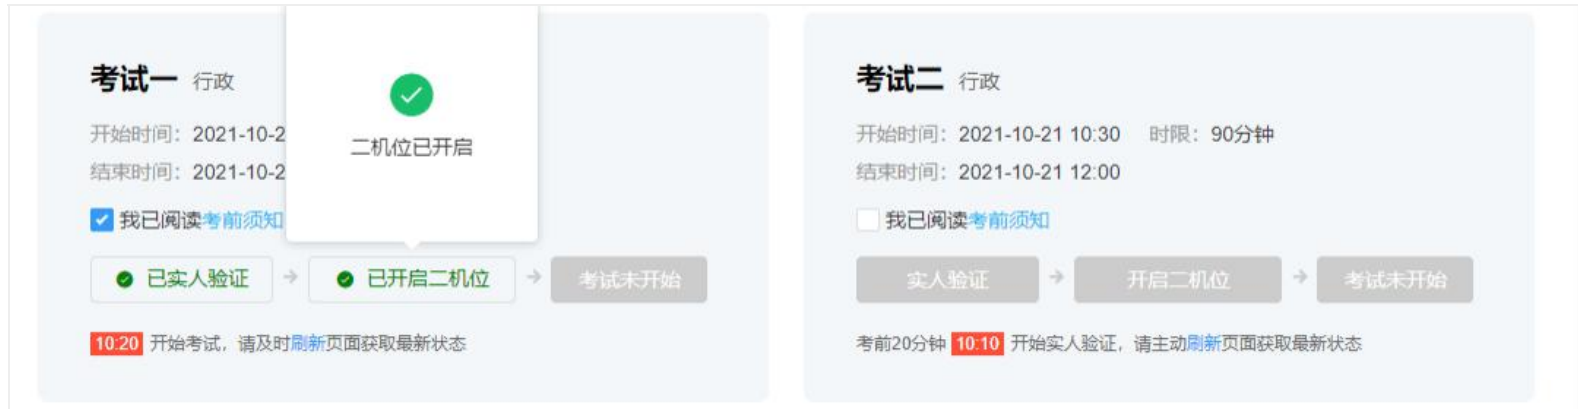 考试一 行政
二机位已开启
开始时间：2021-10-2
结束时间：2021-10-2
我已阅读考前须知
已实人验证 → 已开启二机位 → 考试未开始
10:20 开始考试，请及时刷新页面获取最新状态
考试二 行政
开始时间：2021-10-21 10:30 时限：90分钟
结束时间：2021-10-21 12:00
我已阅读考前须知
实人验证 → 开启二机位 → 考试未开始
考前20分钟 10:10 开始实人验证，请主动刷新页面获取最新状态